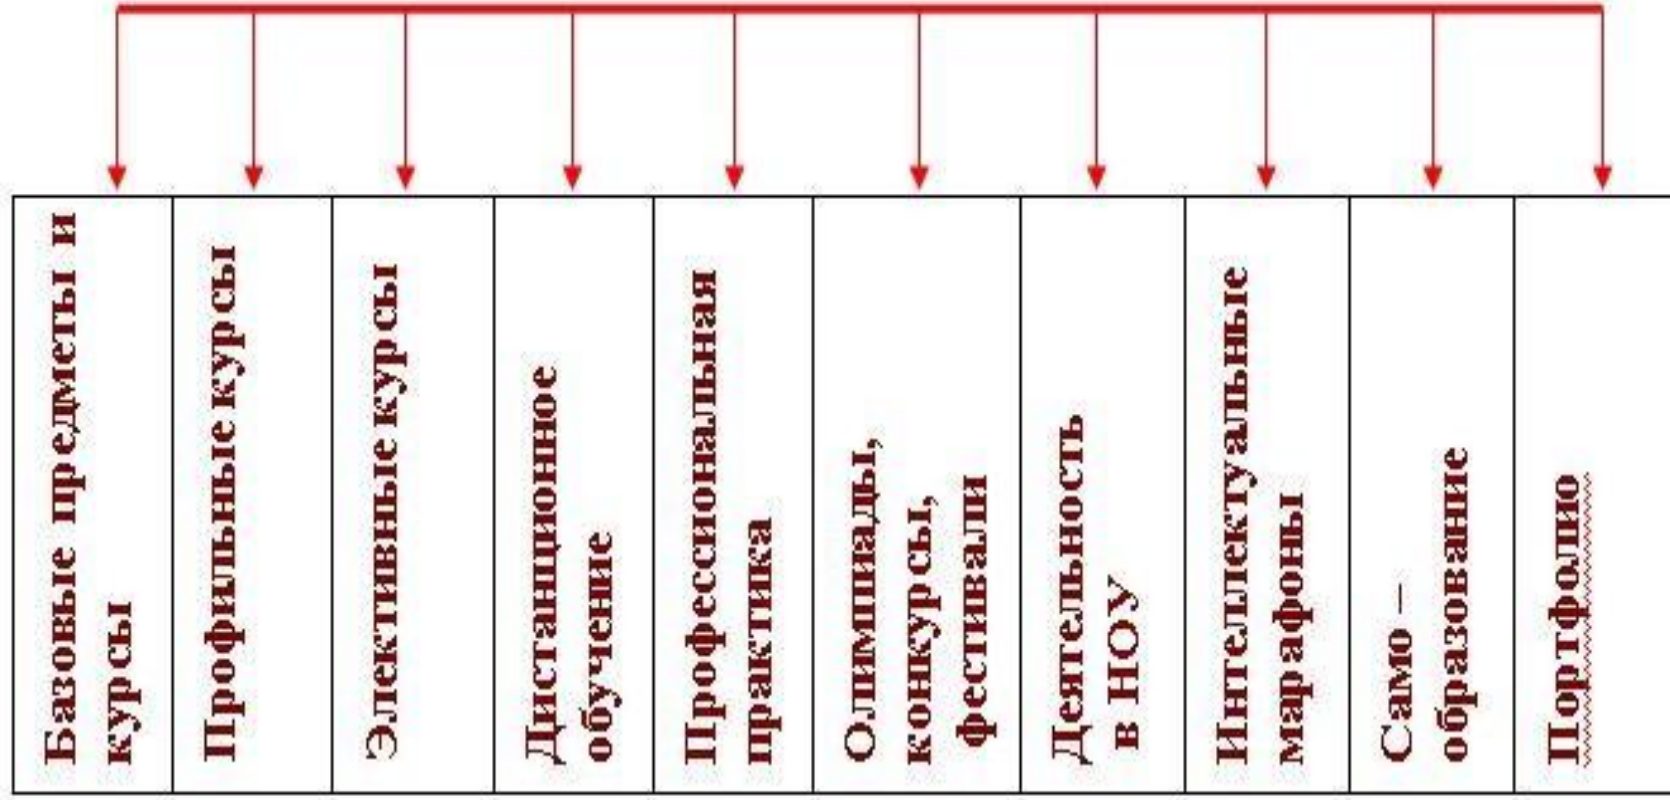 Базовые предметы и
курсы
Профильные курсы
Элективные курсы
Дистанционное
обучение
Профессиональная
практика
Олимпиады,
конкурсы,
фестивали
Деятельность
в НОУ
Интеллектуальные
марафоны
Само –
образование
Портфолио